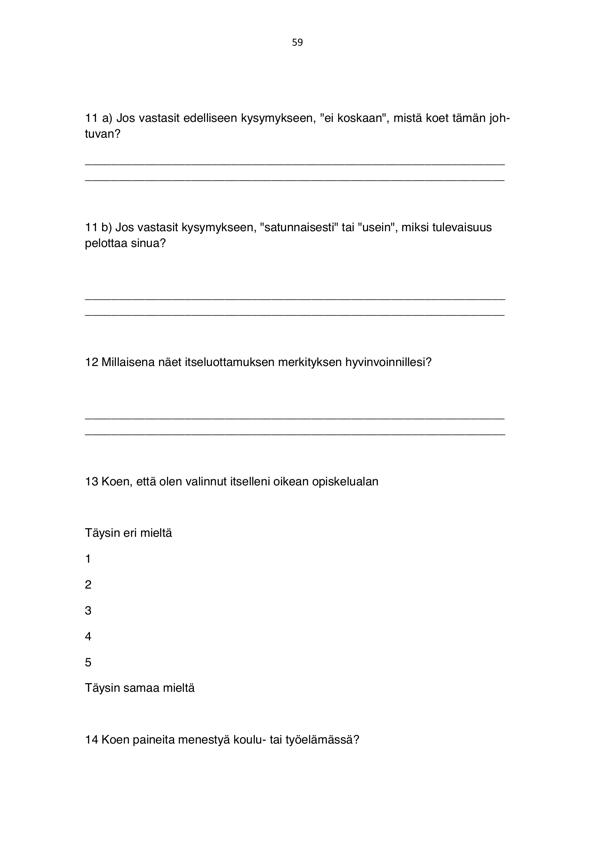 59
11 a) Jos vastasit edelliseen kysymykseen, "ei koskaan", mistä koet tämän joh-
tuvan?
11 b) Jos vastasit kysymykseen, "satunnaisesti" tai "usein", miksi tulevaisuus
pelottaa sinua?
12 Millaisena näet itseluottamuksen merkityksen hyvinvoinnillesi?
13 Koen, että olen valinnut itselleni oikean opiskelualan
Täysin eri mieltä
1
2
3
4
5
Täysin samaa mieltä
14 Koen paineita menestyä koulu- tai työelämässä?